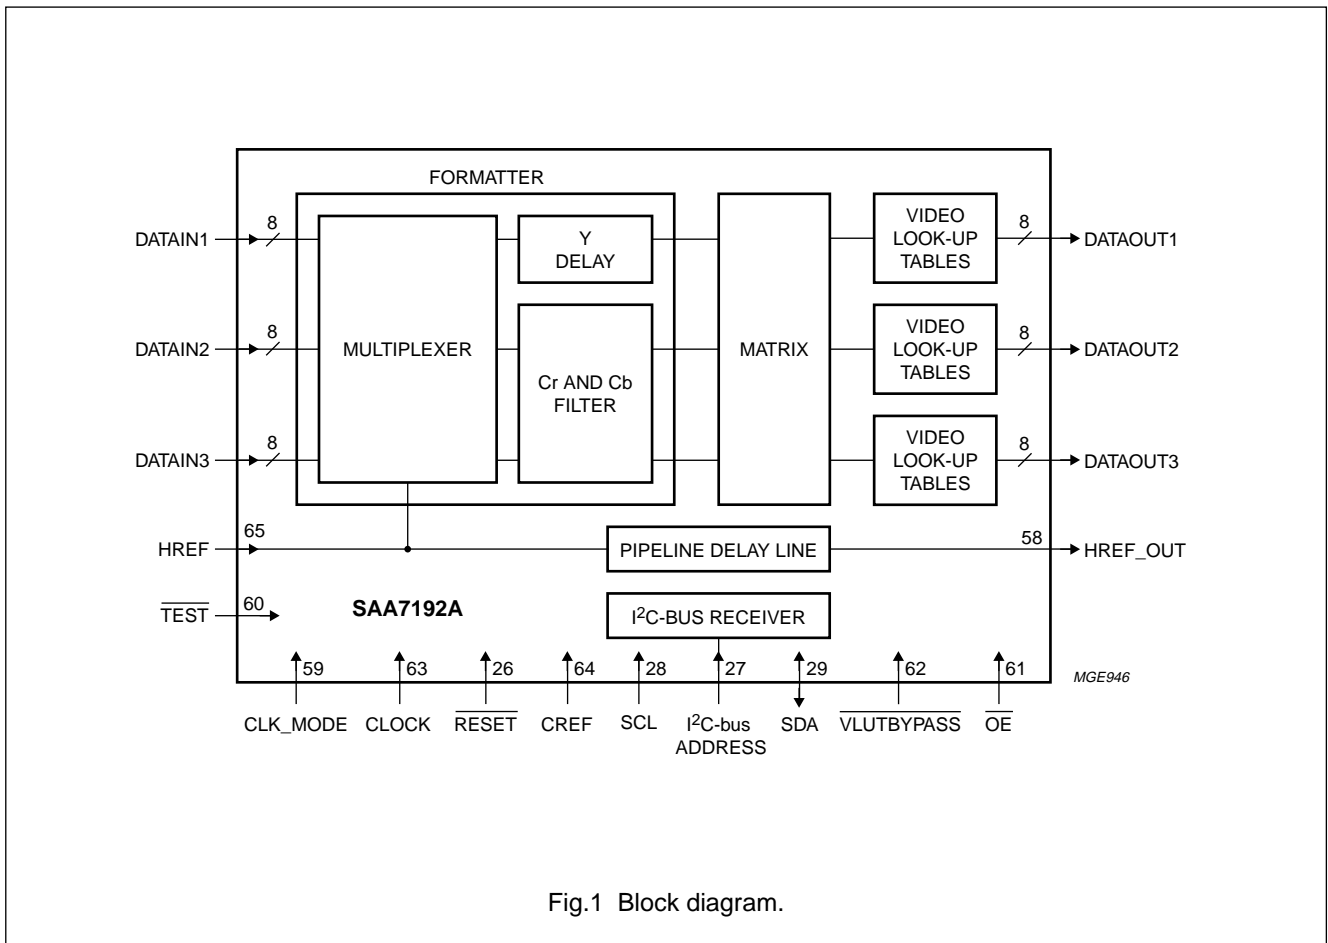 FORMATTER
DATAIN1
8
Y
DELAY
VIDEO
LOOK-UP
TABLES
8
DATAOUT1
DATAIN2
8
MULTIPLEXER
Cr AND Cb
FILTER
MATRIX
VIDEO
LOOK-UP
TABLES
8
DATAOUT2
DATAIN3
8
VIDEO
LOOK-UP
TABLES
8
DATAOUT3
HREF
65
PIPELINE DELAY LINE
58
HREF_OUT
TEST
60
SAA7192A
I²C-BUS RECEIVER
59
63
26
64
28
27
29
62
61
MGE946
CLK_MODE
CLOCK
RESET
CREF
SCL
I²C-bus
ADDRESS
SDA
VLUTBYPASS
OE
Fig.1 Block diagram.